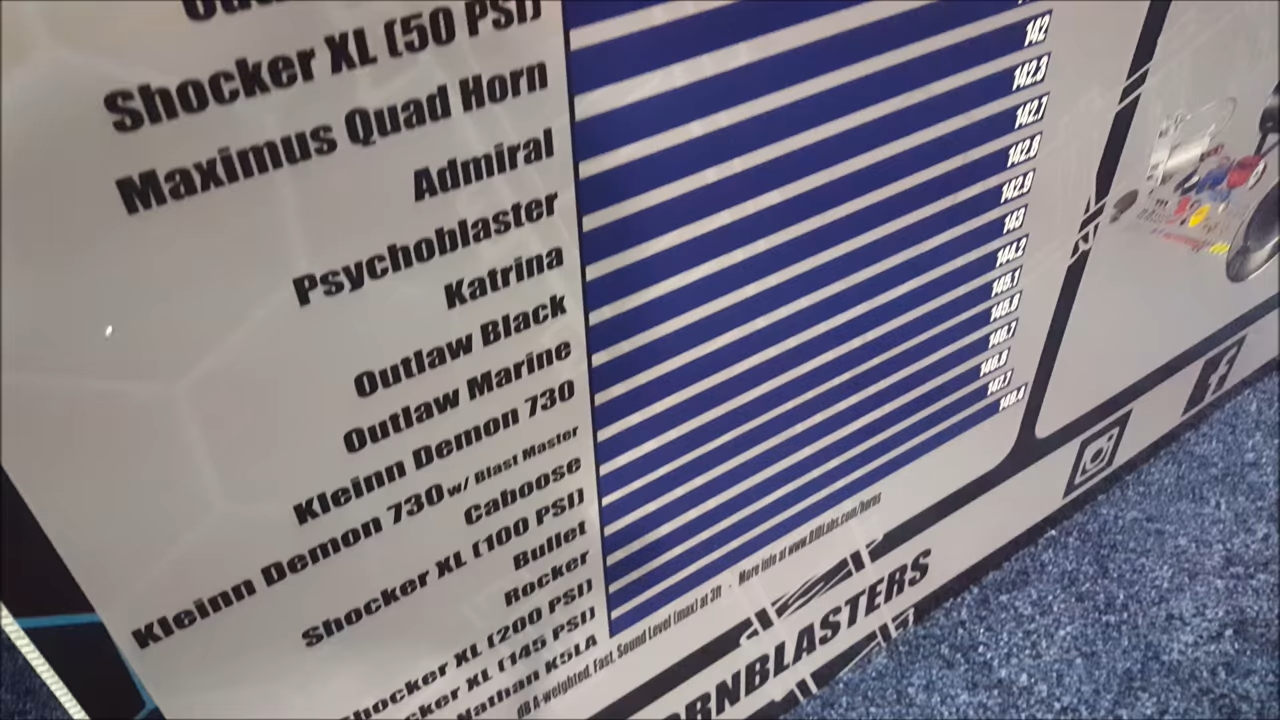 Shocker XL (50 PSI)
Maximus Quad Horn
Admiral
Psychoblaster
Katrina
Outlaw Black
Outlaw Marine
Kleinn Demon 730
Kleinn Demon 730 w/ Blast Master
Caboose
Shocker XL (100 PSI)
Bullet
Rocker
Shocker XL (200 PSI)
cker XL (145 PSI)
Nathan K5LA
142
142.3
142.7
142.8
142.9
143
144.2
145.1
145.8
146.7
146.8
147.7
149.4
dB A-weighted, Fast, Sound Level (max) at 3ft - More info at www.DJDLabs.com/horns
ORNBLASTERS